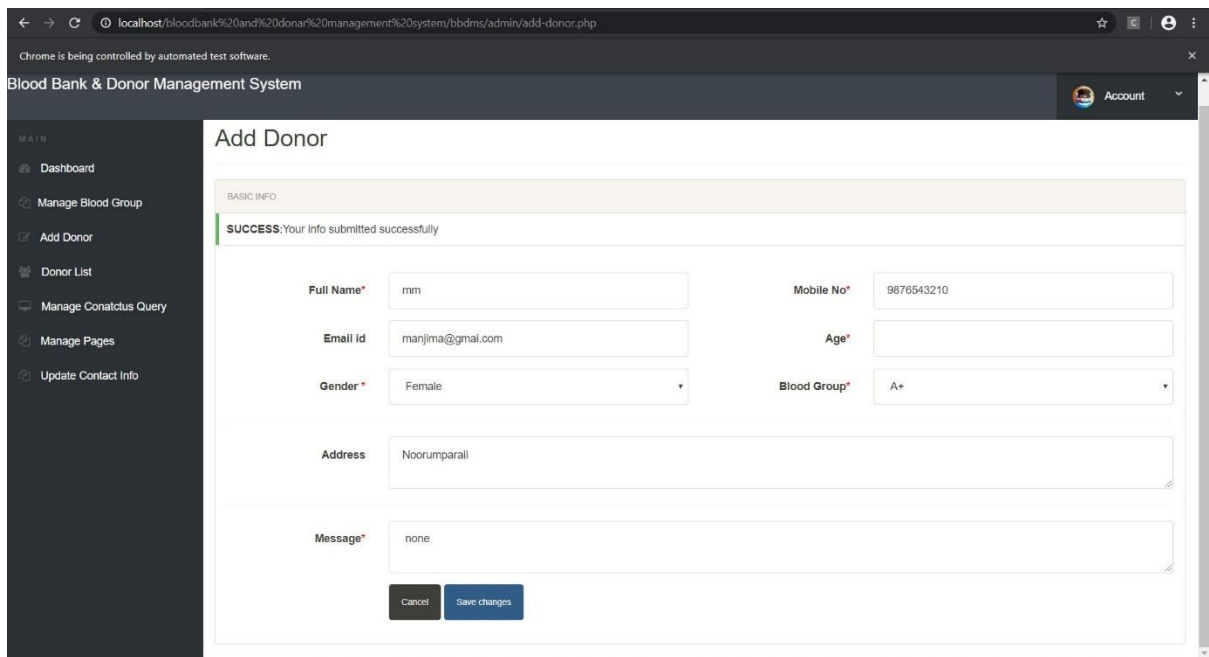 localhost/bloodbank%20and%20donar%20management%20system/bbdms/admin/add-donor.php
C
Chrome is being controlled by automated test software.
Blood Bank & Donor Management System
Account
MAIN
Dashboard
Manage Blood Group
Add Donor
Donor List
Manage Conatctus Query
Manage Pages
Update Contact Info
Add Donor
BASIC INFO
SUCCESS:Your info submitted successfully
Full Name* mm Mobile No* 9876543210
Email id manjima@gmai.com Age*
Gender * Female Blood Group* A+
Address Noorumparail
Message* none
Cancel Save changes